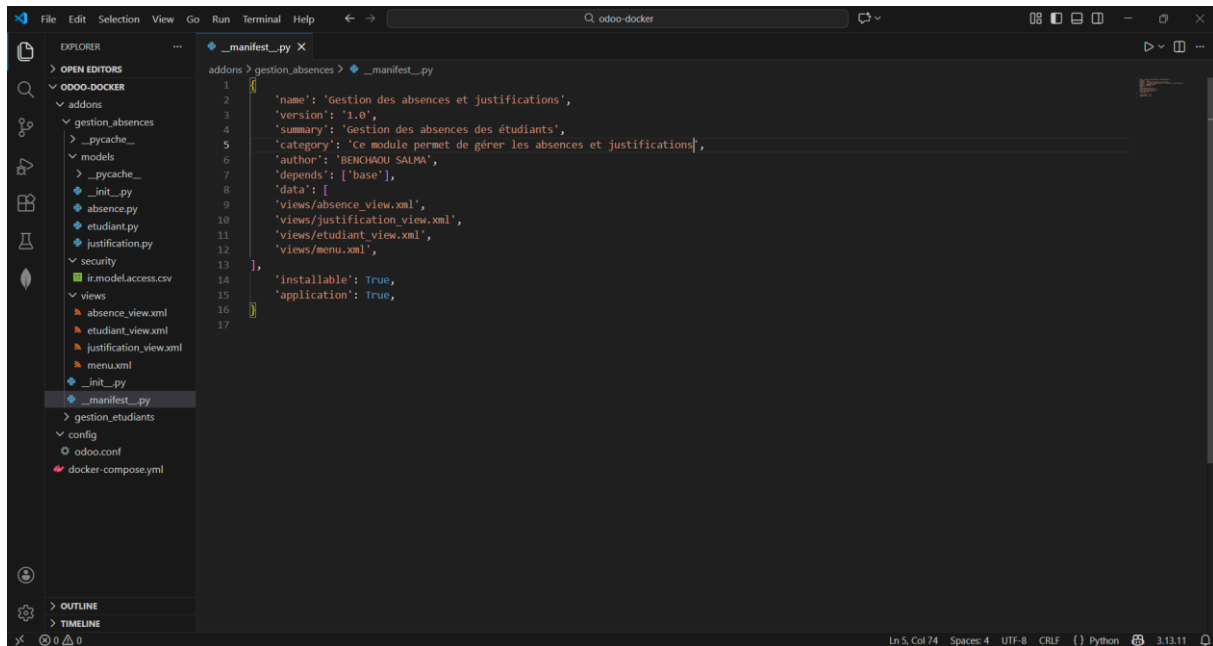 File Edit Selection View Go Run Terminal Help
odoo-docker
EXPLORER
OPEN EDITORS
ODOO-DOCKER
addons
gestion_absences
__pycache__
models
__pycache__
__init__.py
absence.py
etudiant.py
justification.py
security
ir.model.access.csv
views
absence_view.xml
etudiant_view.xml
justification_view.xml
menu.xml
__init__.py
__manifest__.py
gestion_etudiants
config
odoo.conf
docker-compose.yml
OUTLINE
TIMELINE
__manifest__.py
addons > gestion_absences > __manifest__.py
1 {
2 'name': 'Gestion des absences et justifications',
3 'version': '1.0',
4 'summary': 'Gestion des absences des étudiants',
5 'category': 'Ce module permet de gérer les absences et justifications',
6 'author': 'BENCHAOU SALMA',
7 'depends': ['base'],
8 'data': [
9 'views/absence_view.xml',
10 'views/justification_view.xml',
11 'views/etudiant_view.xml',
12 'views/menu.xml',
13 ],
14 'installable': True,
15 'application': True,
16 }
17
0 0 Ln 5, Col 74 Spaces: 4 UTF-8 CRLF { } Python 3.13.11